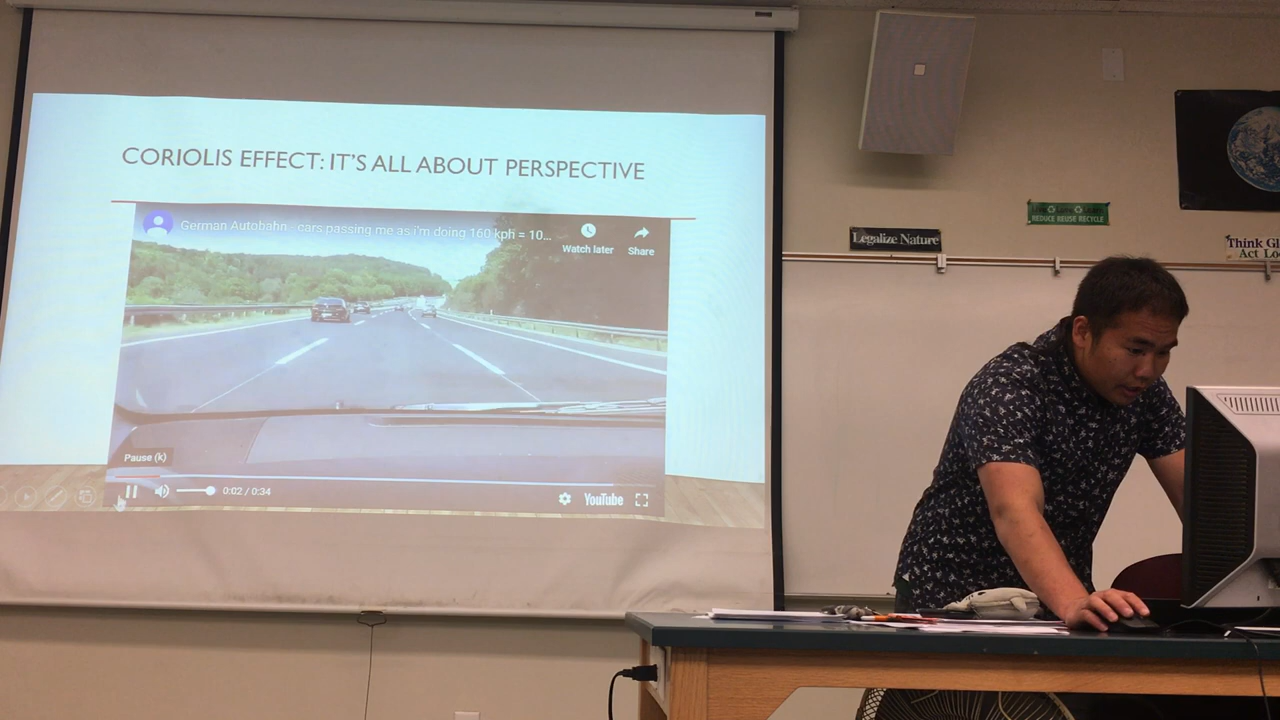 CORIOLIS EFFECT: IT'S ALL ABOUT PERSPECTIVE
German Autobahn - cars passing me as i'm doing 160 kph = 10...
Watch later
Share
Pause (k)
0:02 / 0:34
YouTube
Legalize Nature
REDUCE REUSE RECYCLE
Think Gl
Act Lo